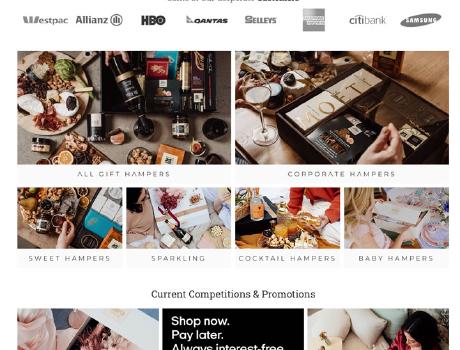 Westpac Allianz HBO QANTAS SELLEYS citibank SAMSUNG
ALL GIFT HAMPERS
CORPORATE HAMPERS
SWEET HAMPERS
SPARKLING
COCKTAIL HAMPERS
BABY HAMPERS
Current Competitions & Promotions
Shop now.
Pay later.
Always interest-free